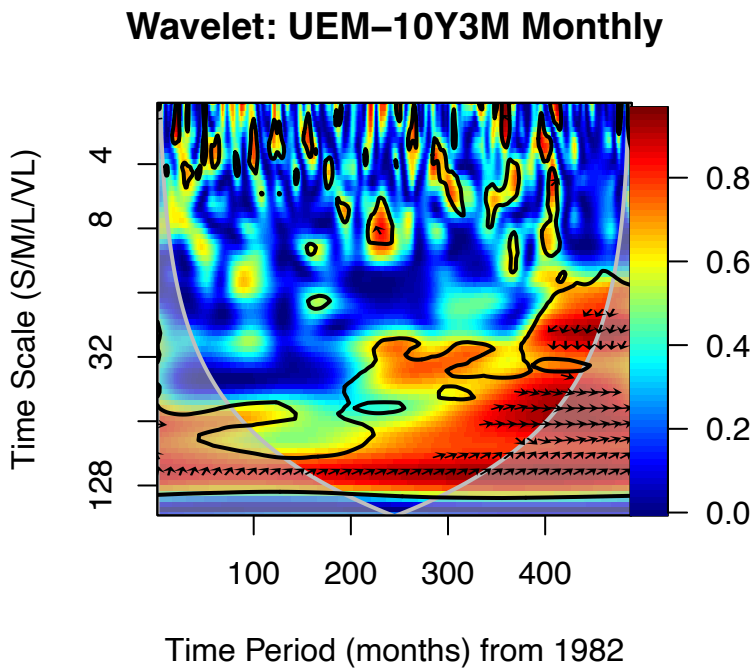 Wavelet: UEM−10Y3M Monthly
Time Scale (S/M/L/VL)
4
8
32
128
0.8
0.6
0.4
0.2
0.0
100 200 300 400
Time Period (months) from 1982